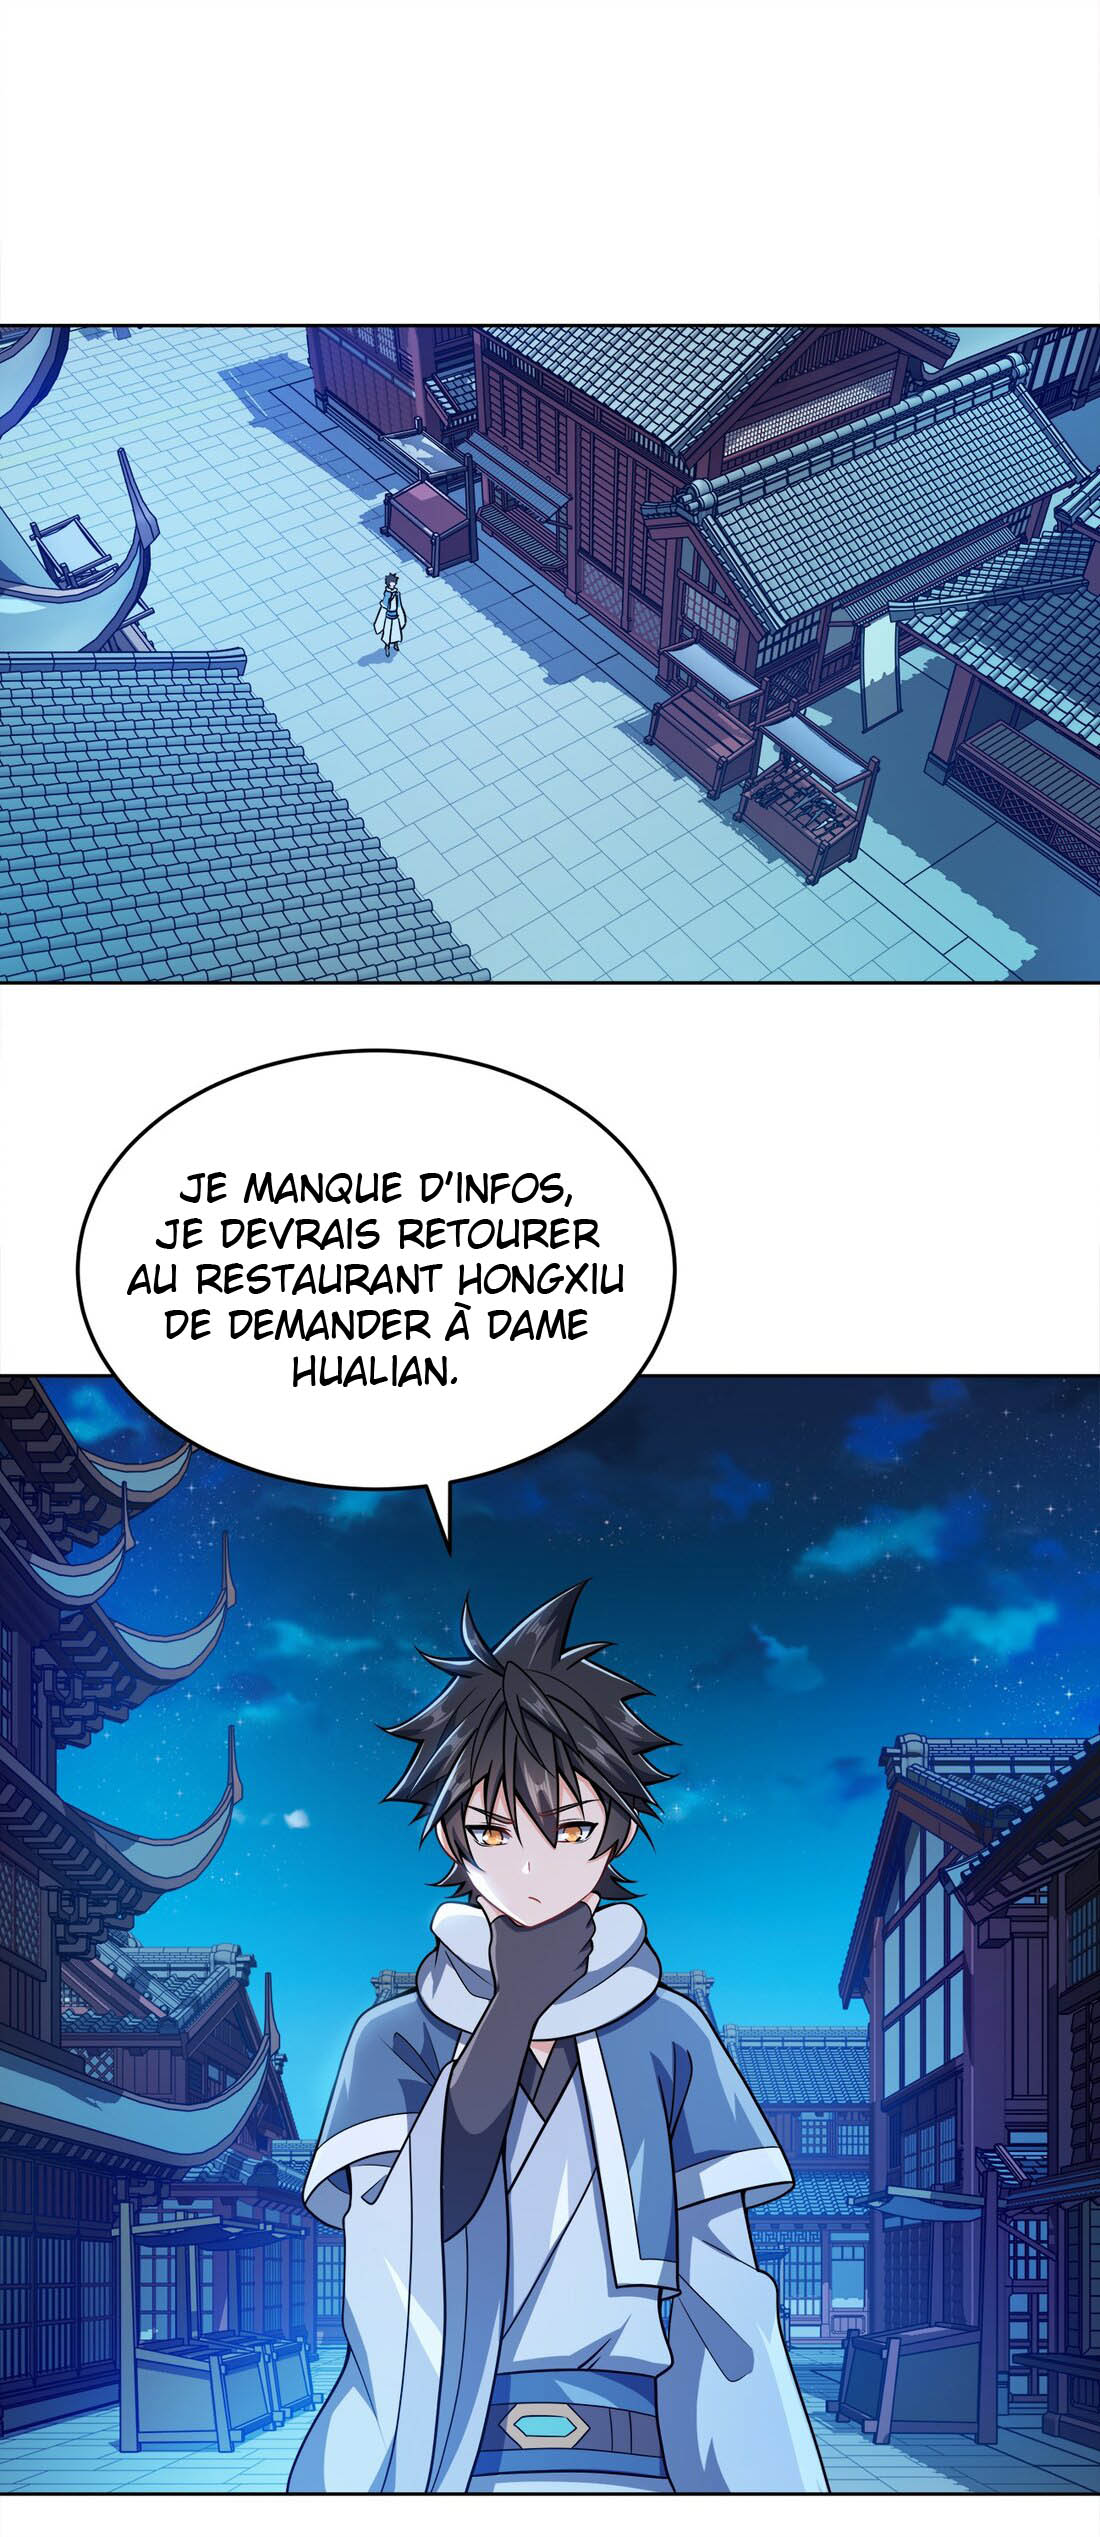 JE MANQUE D'INFOS,
JE DEVRAIS RETOURER
AU RESTAURANT HONGXIU
DE DEMANDER À DAME
HUALIAN.